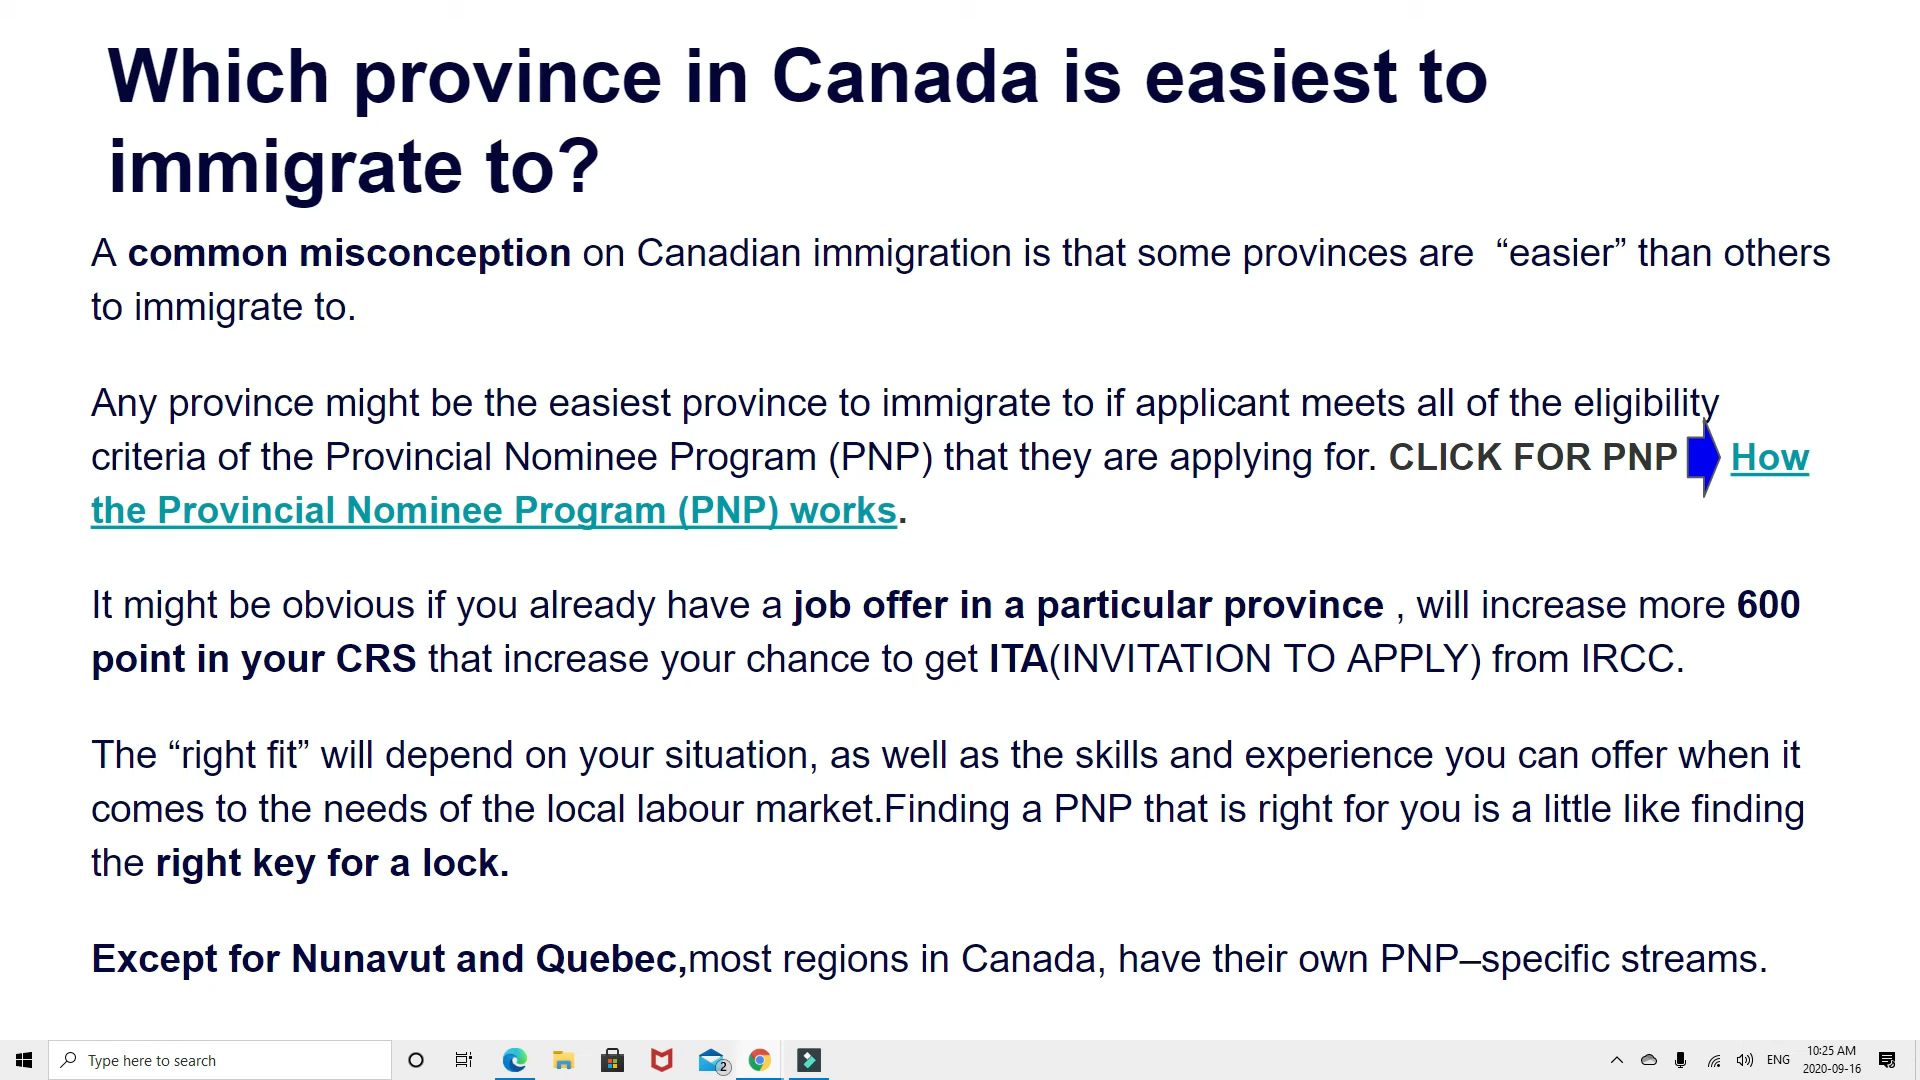 Which province in Canada is easiest to
immigrate to?
A common misconception on Canadian immigration is that some provinces are “easier” than others
to immigrate to.
Any province might be the easiest province to immigrate to if applicant meets all of the eligibility
criteria of the Provincial Nominee Program (PNP) that they are applying for. CLICK FOR PNP How
the Provincial Nominee Program (PNP) works.
It might be obvious if you already have a job offer in a particular province , will increase more 600
point in your CRS that increase your chance to get ITA(INVITATION TO APPLY) from IRCC.
The “right fit” will depend on your situation, as well as the skills and experience you can offer when it
comes to the needs of the local labour market.Finding a PNP that is right for you is a little like finding
the right key for a lock.
Except for Nunavut and Quebec,most regions in Canada, have their own PNP–specific streams.
Type here to search
2
ENG
10:25 AM
2020-09-16